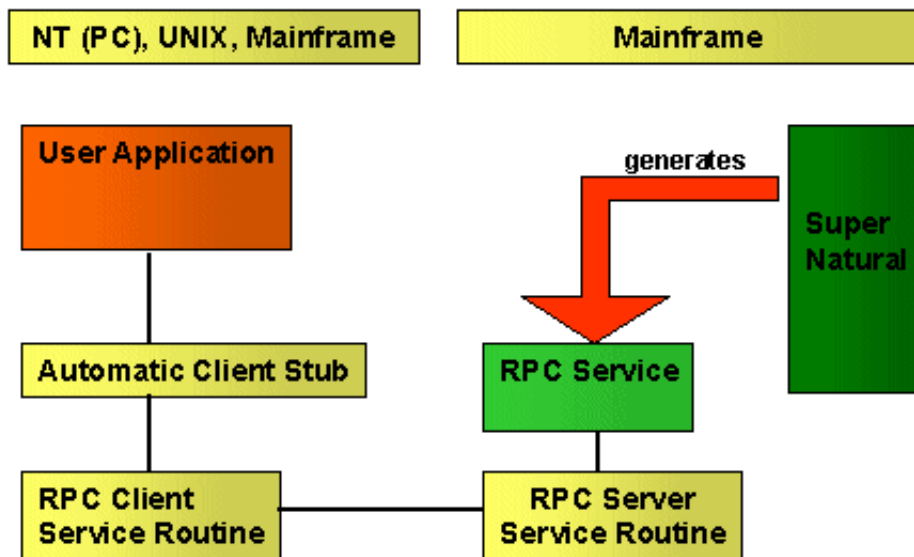 NT (PC), UNIX, Mainframe
Mainframe
User Application
generates
Super
Natural
Automatic Client Stub
RPC Service
RPC Client
Service Routine
RPC Server
Service Routine